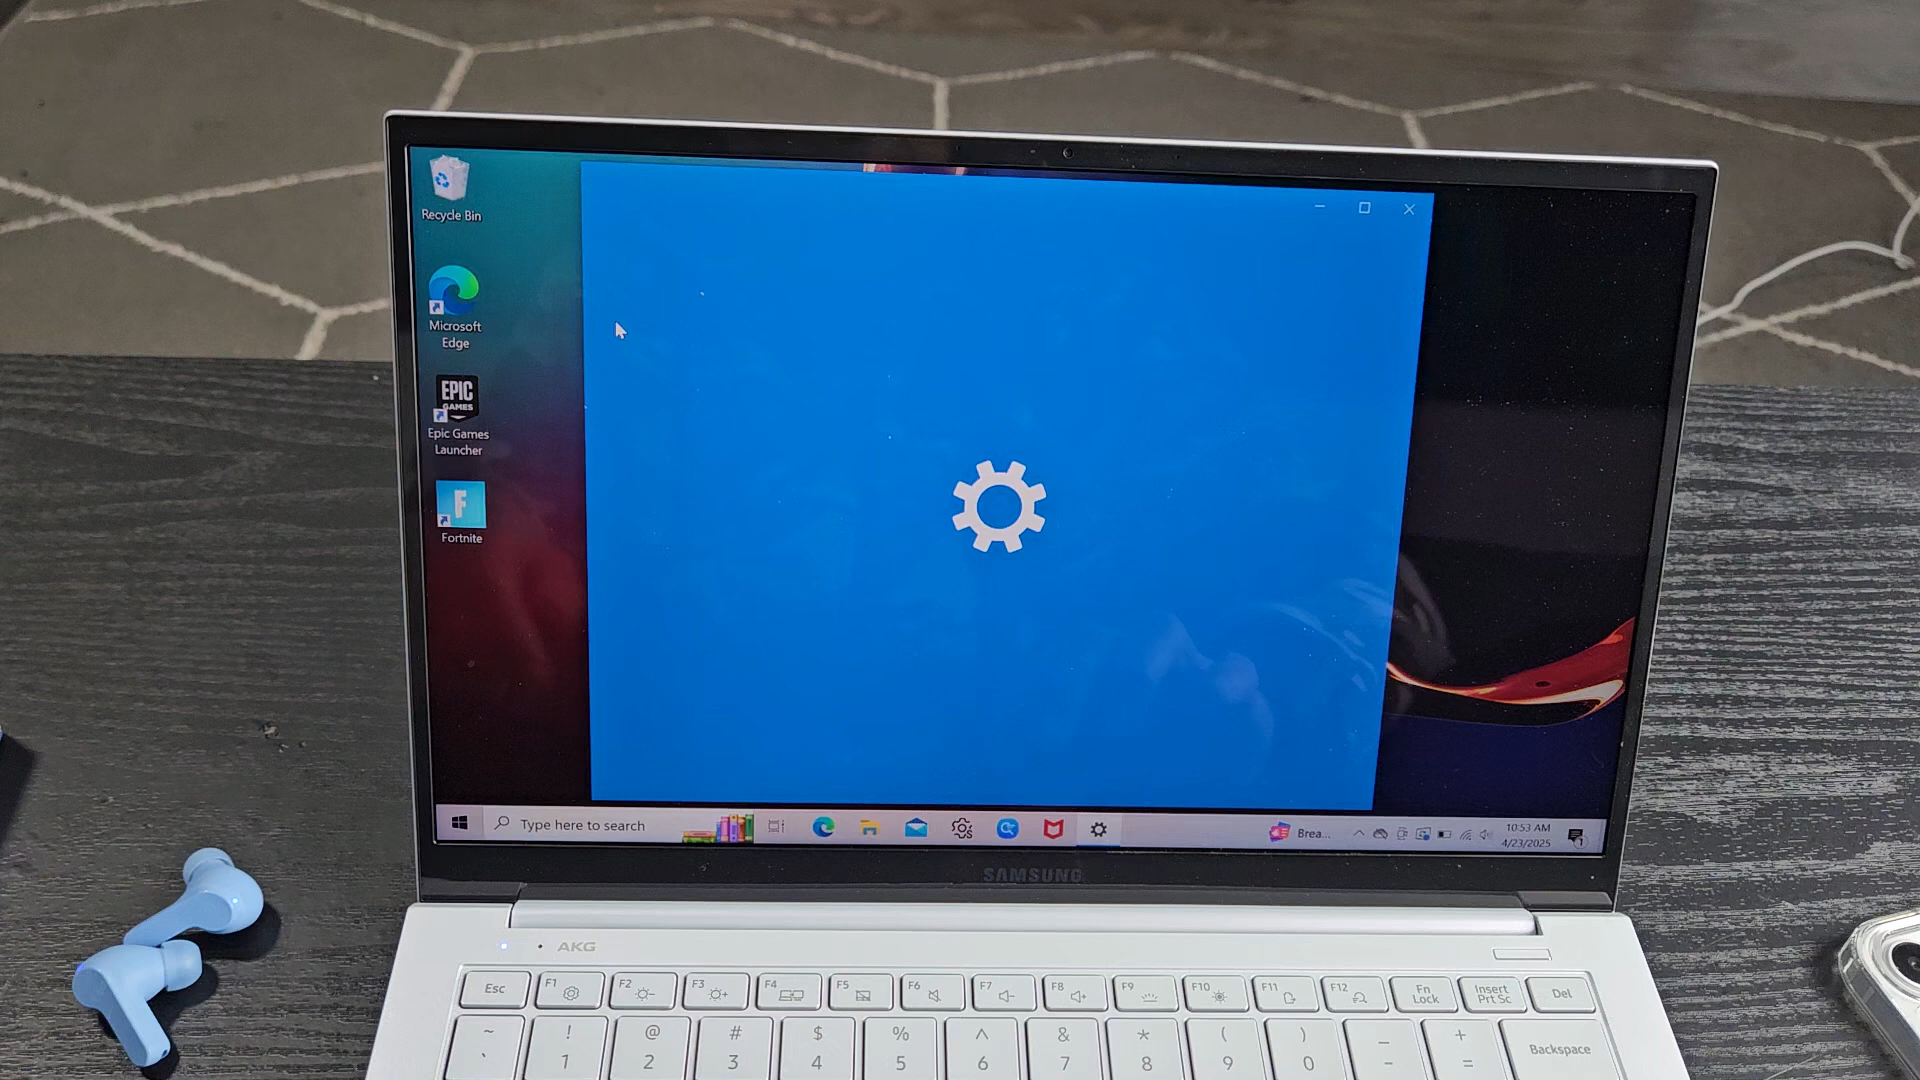 Recycle Bin
Microsoft
Edge
EPIC
GAMES
Epic Games
Launcher
F
Fortnite
Type here to search
Brea...
10:53 AM
4/23/2025
1
SAMSUNG
AKG
Esc
F1
F2
F3
F4
F5
F6
F7
F8
F9
F10
F11
F12
Fn
Lock
Insert
Prt Sc
Del
~ `
! 1
@ 2
# 3
$ 4
% 5
^ 6
& 7
* 8
( 9
) 0
_ -
+ =
Backspace